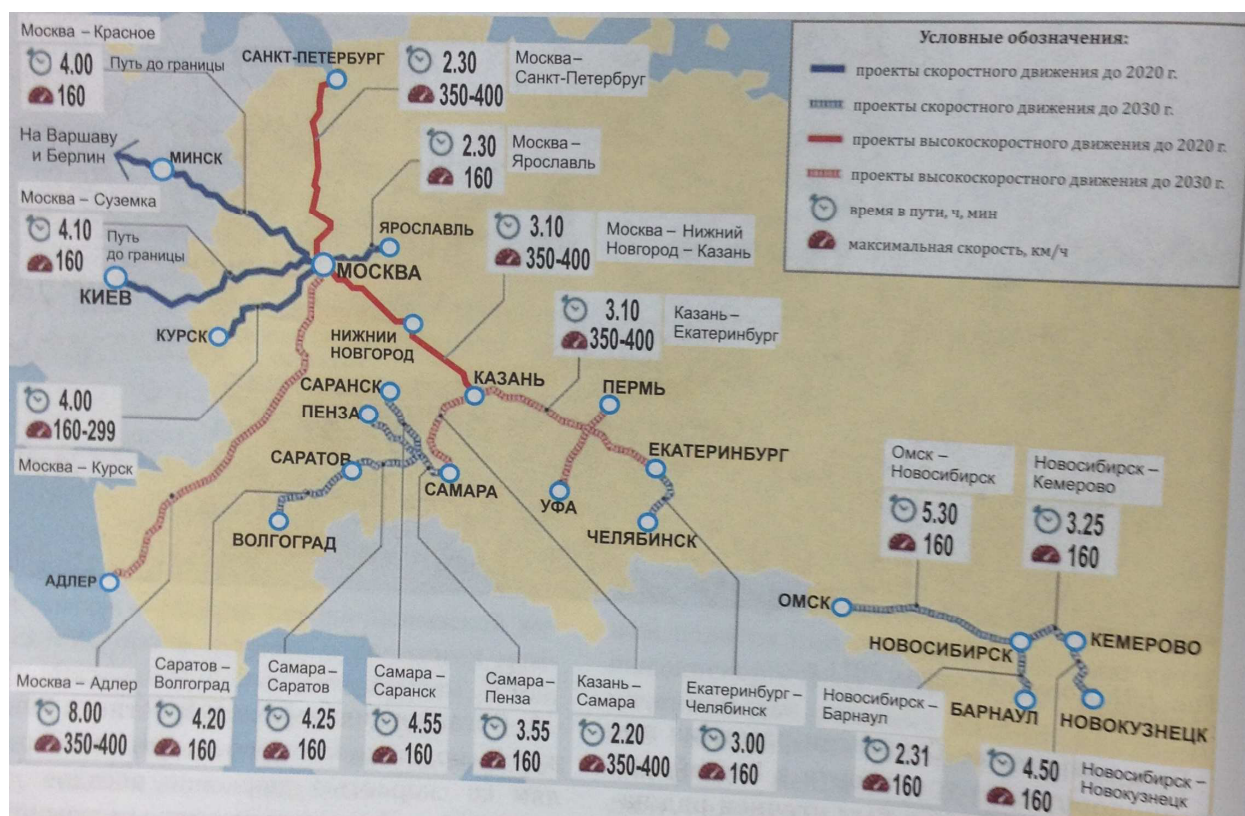 Москва – Красное
4.00
160
Путь до границы
САНКТ-ПЕТЕРБУРГ
2.30
350-400
Москва–
Санкт-Петербруг
Условные обозначения:
проекты скоростного движения до 2020 г.
проекты скоростного движения до 2030 г.
проекты высокоскоростного движения до 2020 г.
проекты высокоскоростного движения до 2030 г.
время в пути, ч, мин
максимальная скорость, км/ч
На Варшаву
и Берлин
МИНСК
2.30
160
Москва –
Ярославль
Москва – Суземка
4.10
160
Путь
до границы
ЯРОСЛАВЛЬ
3.10
350-400
Москва – Нижний
Новгород – Казань
МОСКВА
КИЕВ
КУРСК
НИЖНИЙ
НОВГОРОД
3.10
350-400
Казань –
Екатеринбург
4.00
160-299
Москва – Курск
САРАНСК
ПЕНЗА
КАЗАНЬ
ПЕРМЬ
САРАТОВ
САМАРА
УФА
ЕКАТЕРИНБУРГ
ВОЛГОГРАД
ЧЕЛЯБИНСК
АДЛЕР
Омск –
Новосибирск
5.30
160
Новосибирск –
Кемерово
3.25
160
ОМСК
НОВОСИБИРСК
КЕМЕРОВО
БАРНАУЛ
НОВОКУЗНЕЦК
Москва – Адлер
8.00
350-400
Саратов –
Волгоград
4.20
160
Самара –
Саратов
4.25
160
Самара –
Саранск
4.55
160
Самара–
Пенза
3.55
160
Казань –
Самара
2.20
350-400
Екатеринбург –
Челябинск
3.00
160
Новосибирск –
Барнаул
2.31
160
4.50
160
Новосибирск –
Новокузнецк